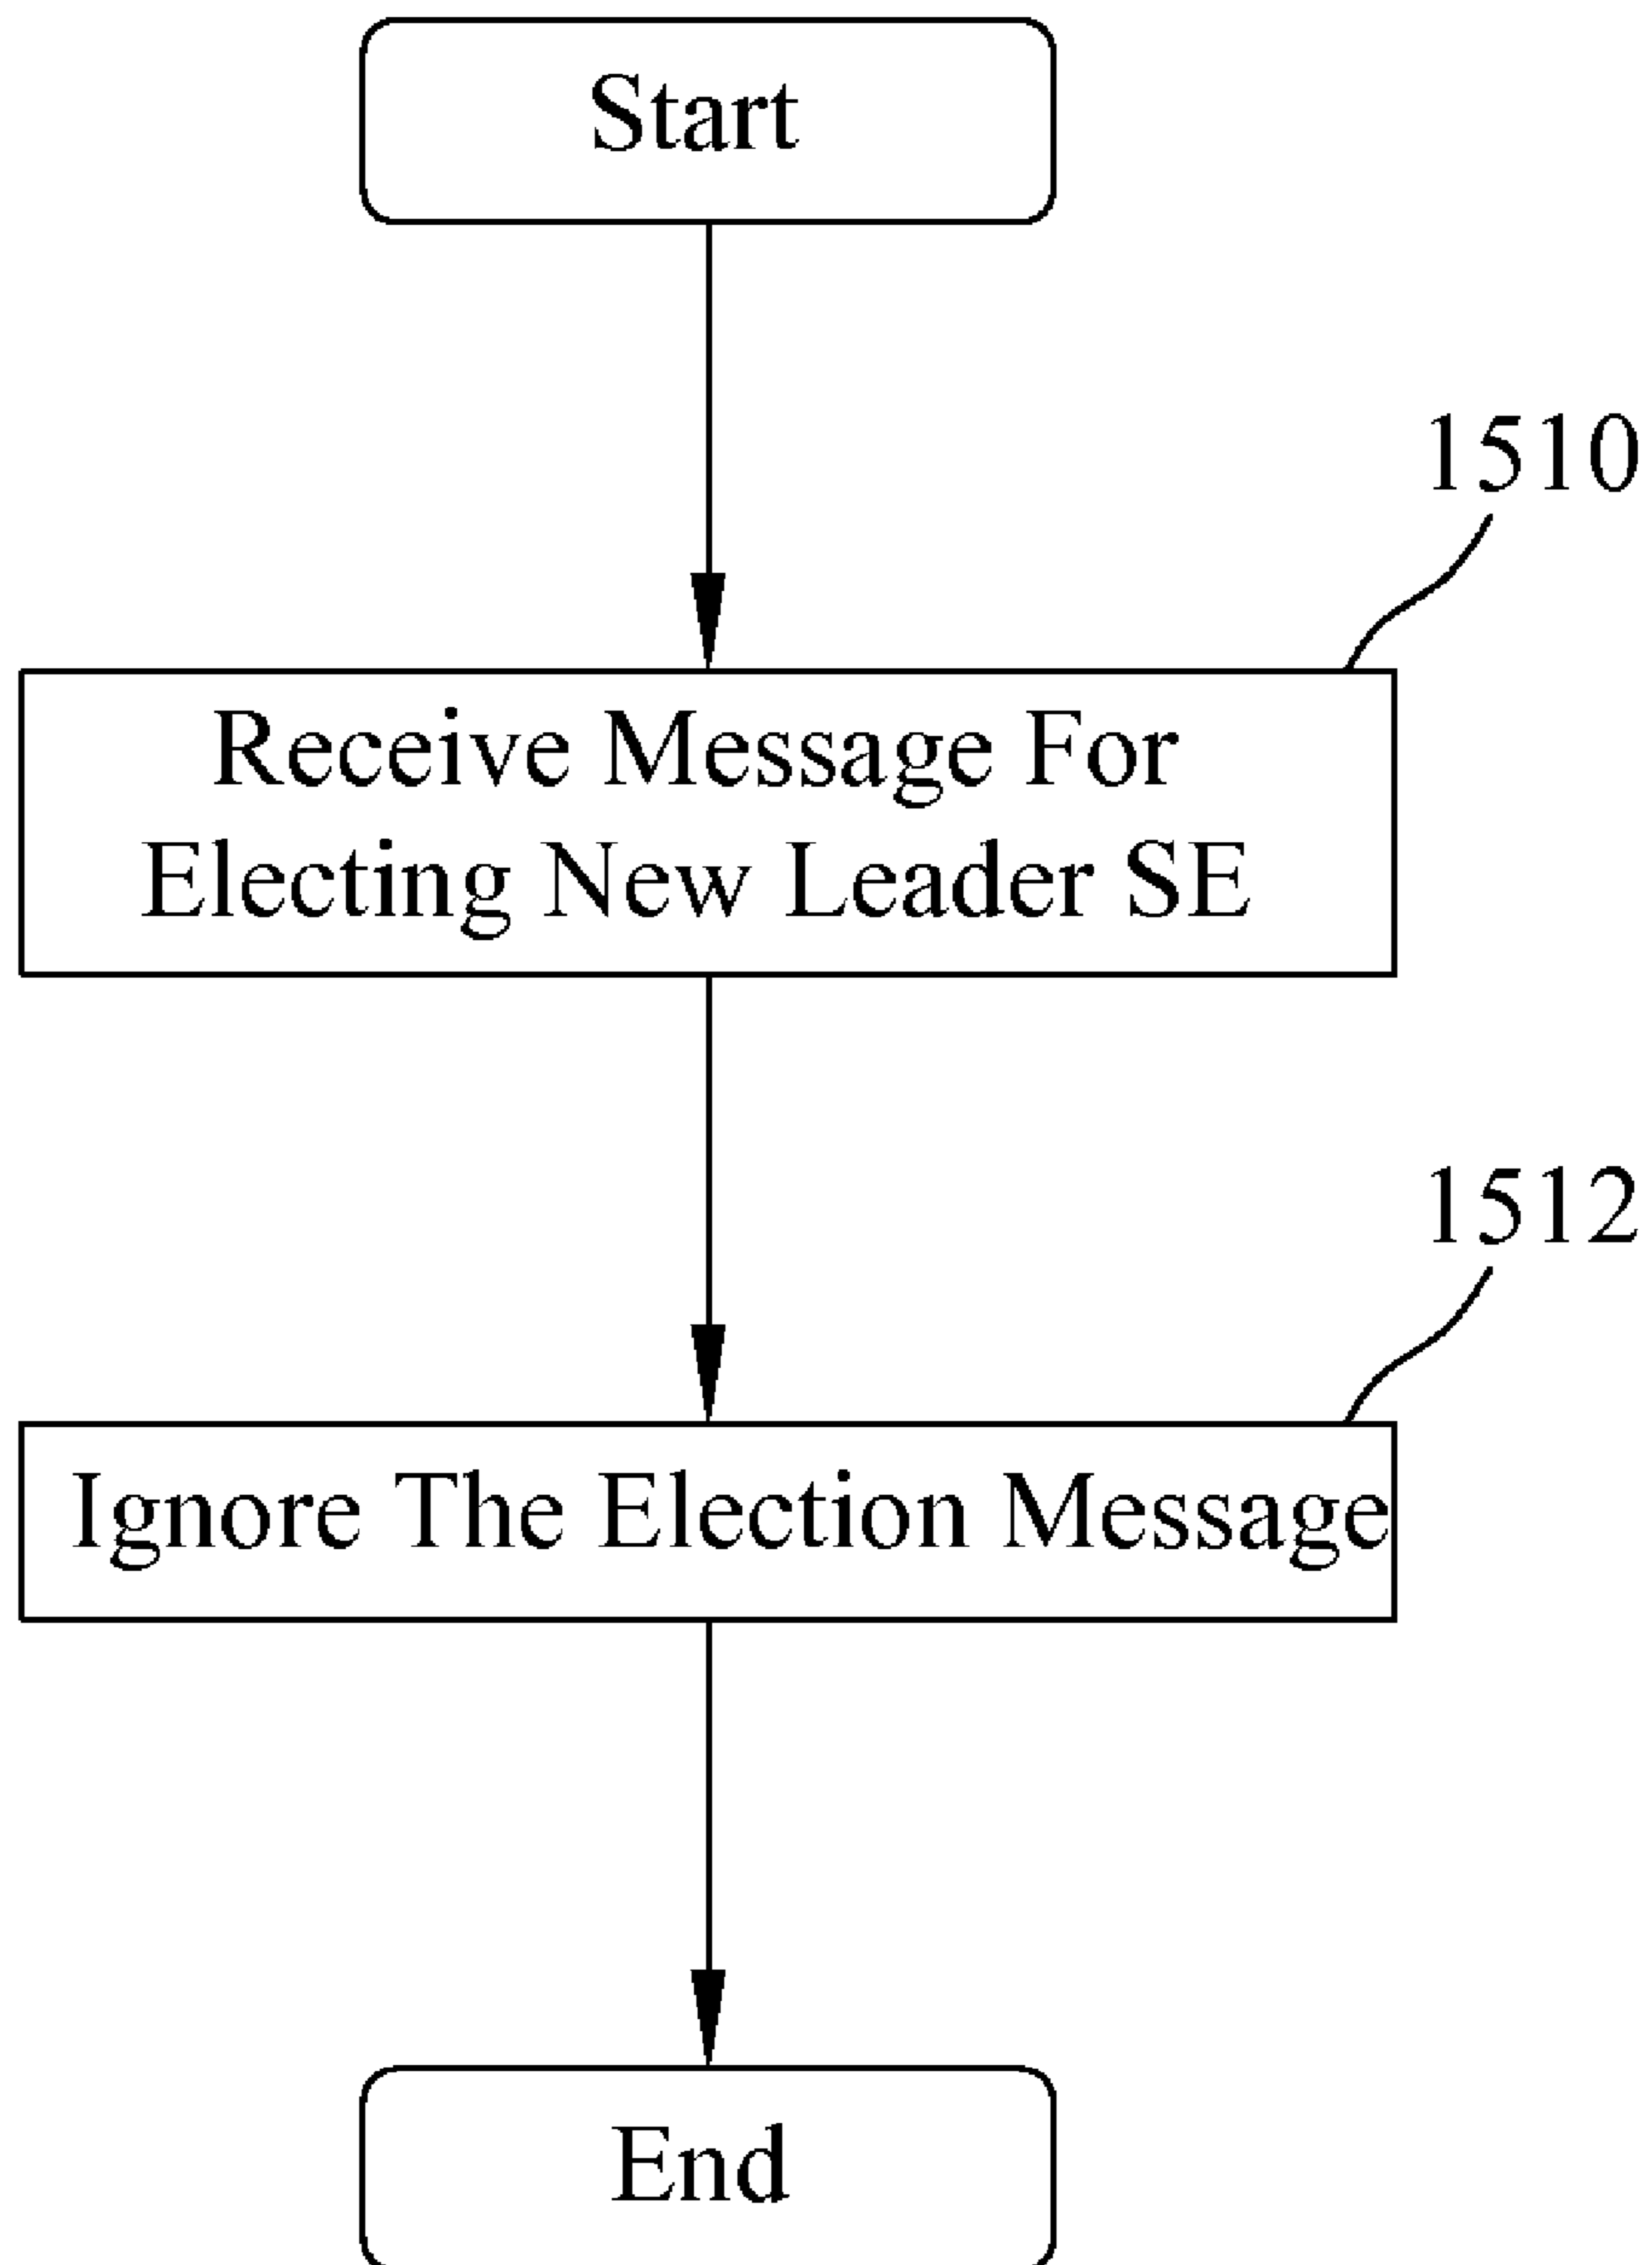 Start
1510
Receive Message For
Electing New Leader SE
1512
Ignore The Election Message
End